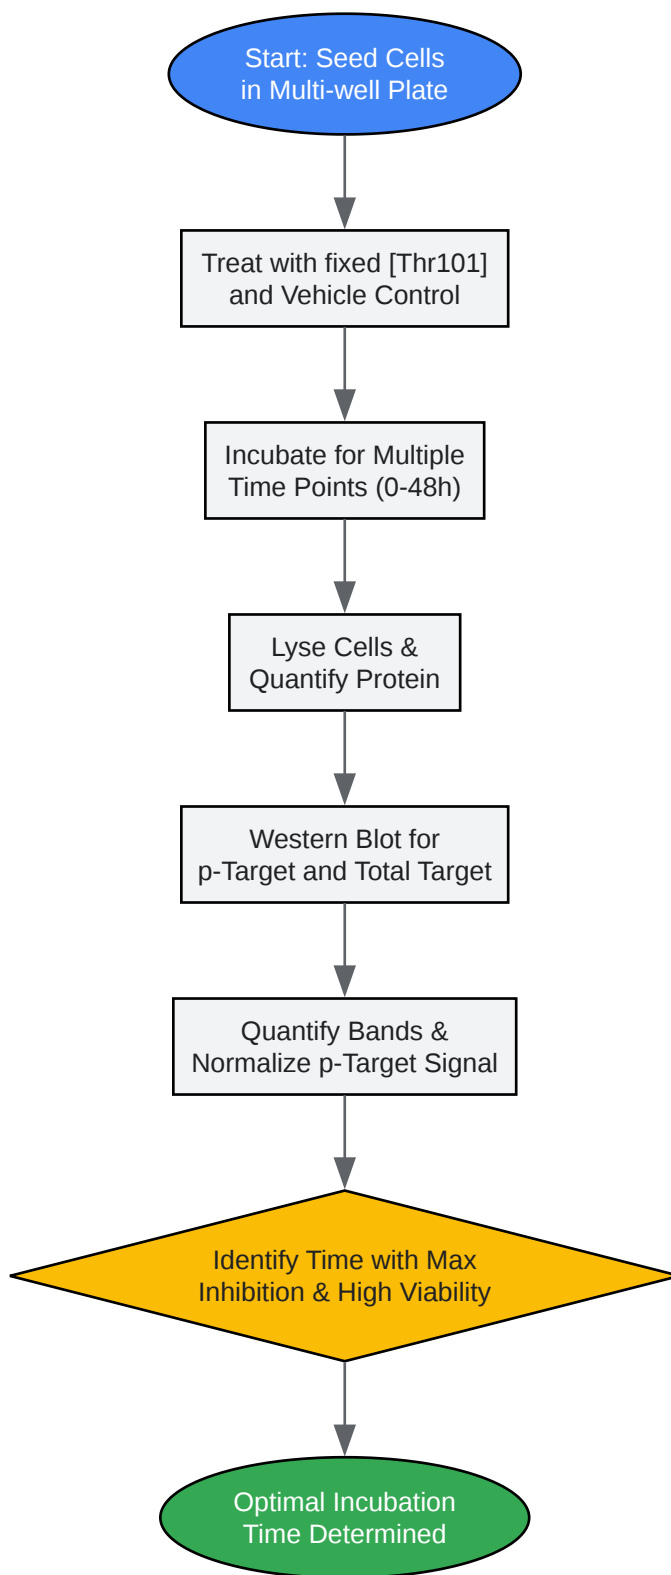 Start: Seed Cells
in Multi-well Plate
Treat with fixed [Thr101]
and Vehicle Control
Incubate for Multiple
Time Points (0-48h)
Lyse Cells &
Quantify Protein
Western Blot for
p-Target and Total Target
Quantify Bands &
Normalize p-Target Signal
Identify Time with Max
Inhibition & High Viability
Optimal Incubation
Time Determined